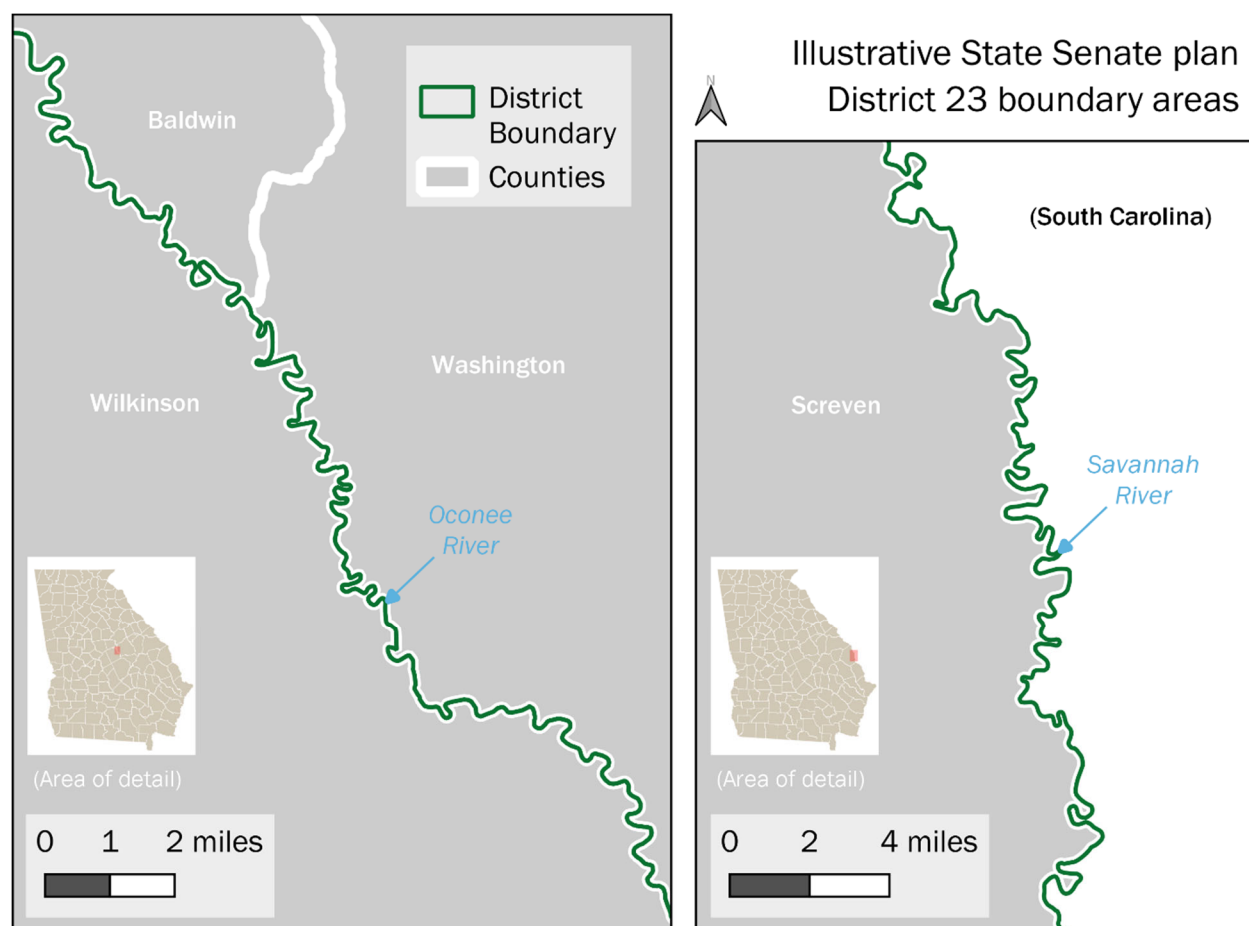 Illustrative State Senate plan
District 23 boundary areas
N
District
Boundary
Counties
Baldwin
Washington
Wilkinson
Oconee
River
(Area of detail)
0 1 2 miles
(South Carolina)
Screven
Savannah
River
(Area of detail)
0 2 4 miles